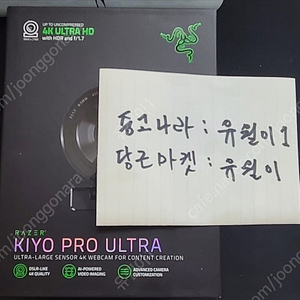 UP TO UNCOMPRESSED
4K ULTRA HD
with HDR and f/1.7
중고나라 : 유월이1
당근마켓 : 유월이
RAZER
KIYO PRO ULTRA
ULTRA-LARGE SENSOR 4K WEBCAM FOR CONTENT CREATION
DSLR-LIKE
4K QUALITY
AI-POWERED
VIDEO IMAGING
ADVANCED CAMERA
CUSTOMIZATION